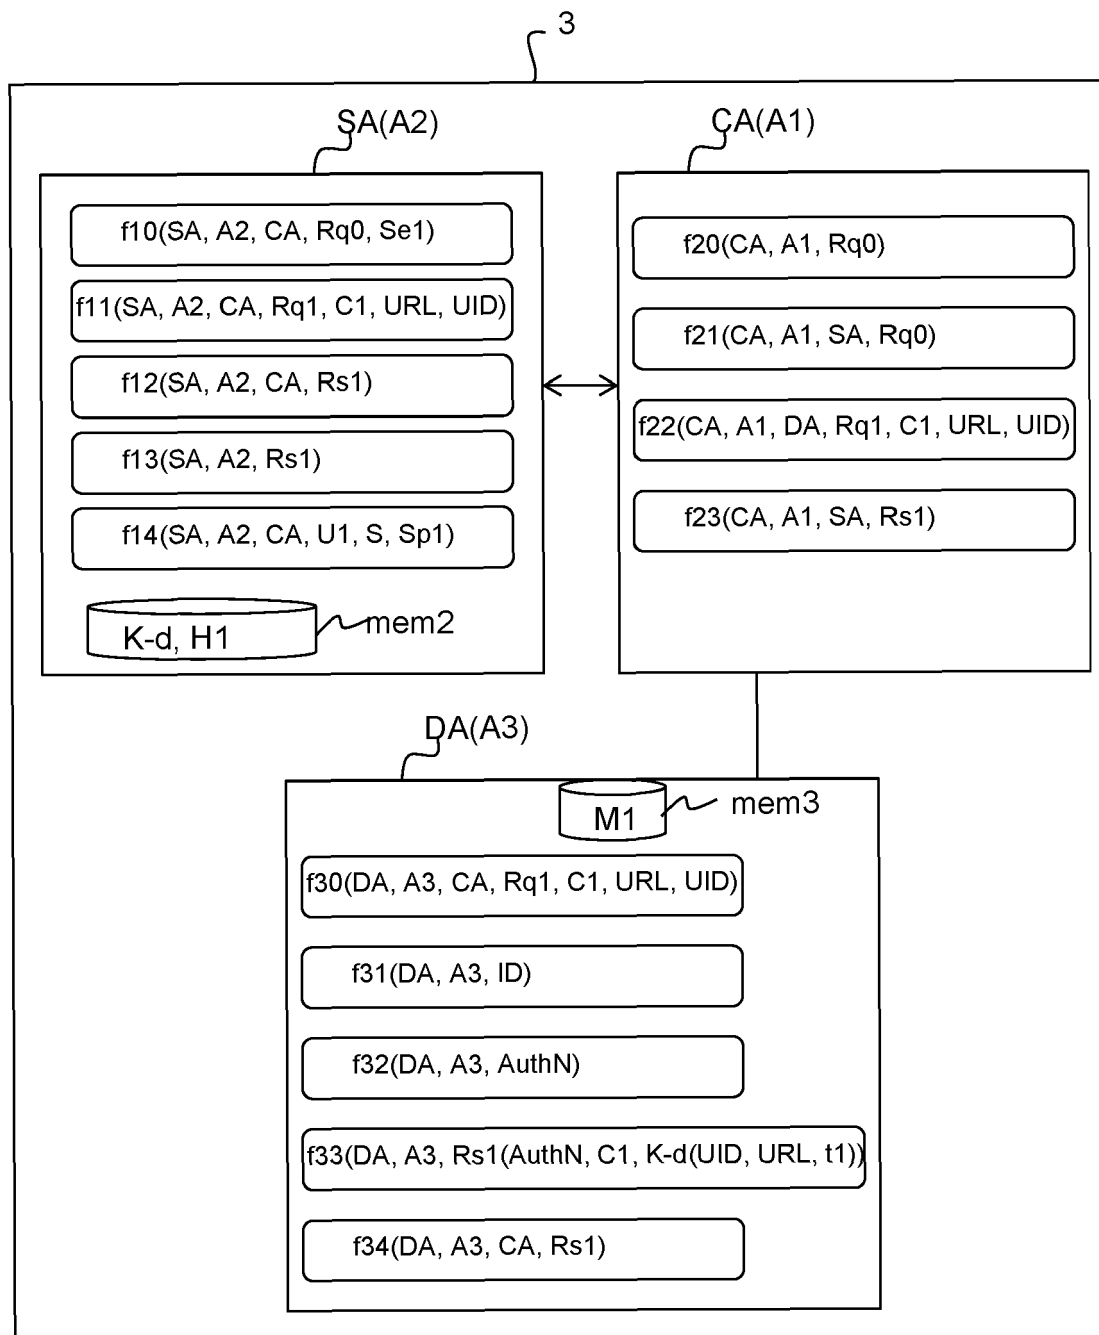 3
SA(A2)
CA(A1)
f10(SA, A2, CA, Rq0, Se1)
f11(SA, A2, CA, Rq1, C1, URL, UID)
f12(SA, A2, CA, Rs1)
f13(SA, A2, Rs1)
f14(SA, A2, CA, U1, S, Sp1)
K-d, H1
mem2
f20(CA, A1, Rq0)
f21(CA, A1, SA, Rq0)
f22(CA, A1, DA, Rq1, C1, URL, UID)
f23(CA, A1, SA, Rs1)
DA(A3)
M1
mem3
f30(DA, A3, CA, Rq1, C1, URL, UID)
f31(DA, A3, ID)
f32(DA, A3, AuthN)
f33(DA, A3, Rs1(AuthN, C1, K-d(UID, URL, t1))
f34(DA, A3, CA, Rs1)